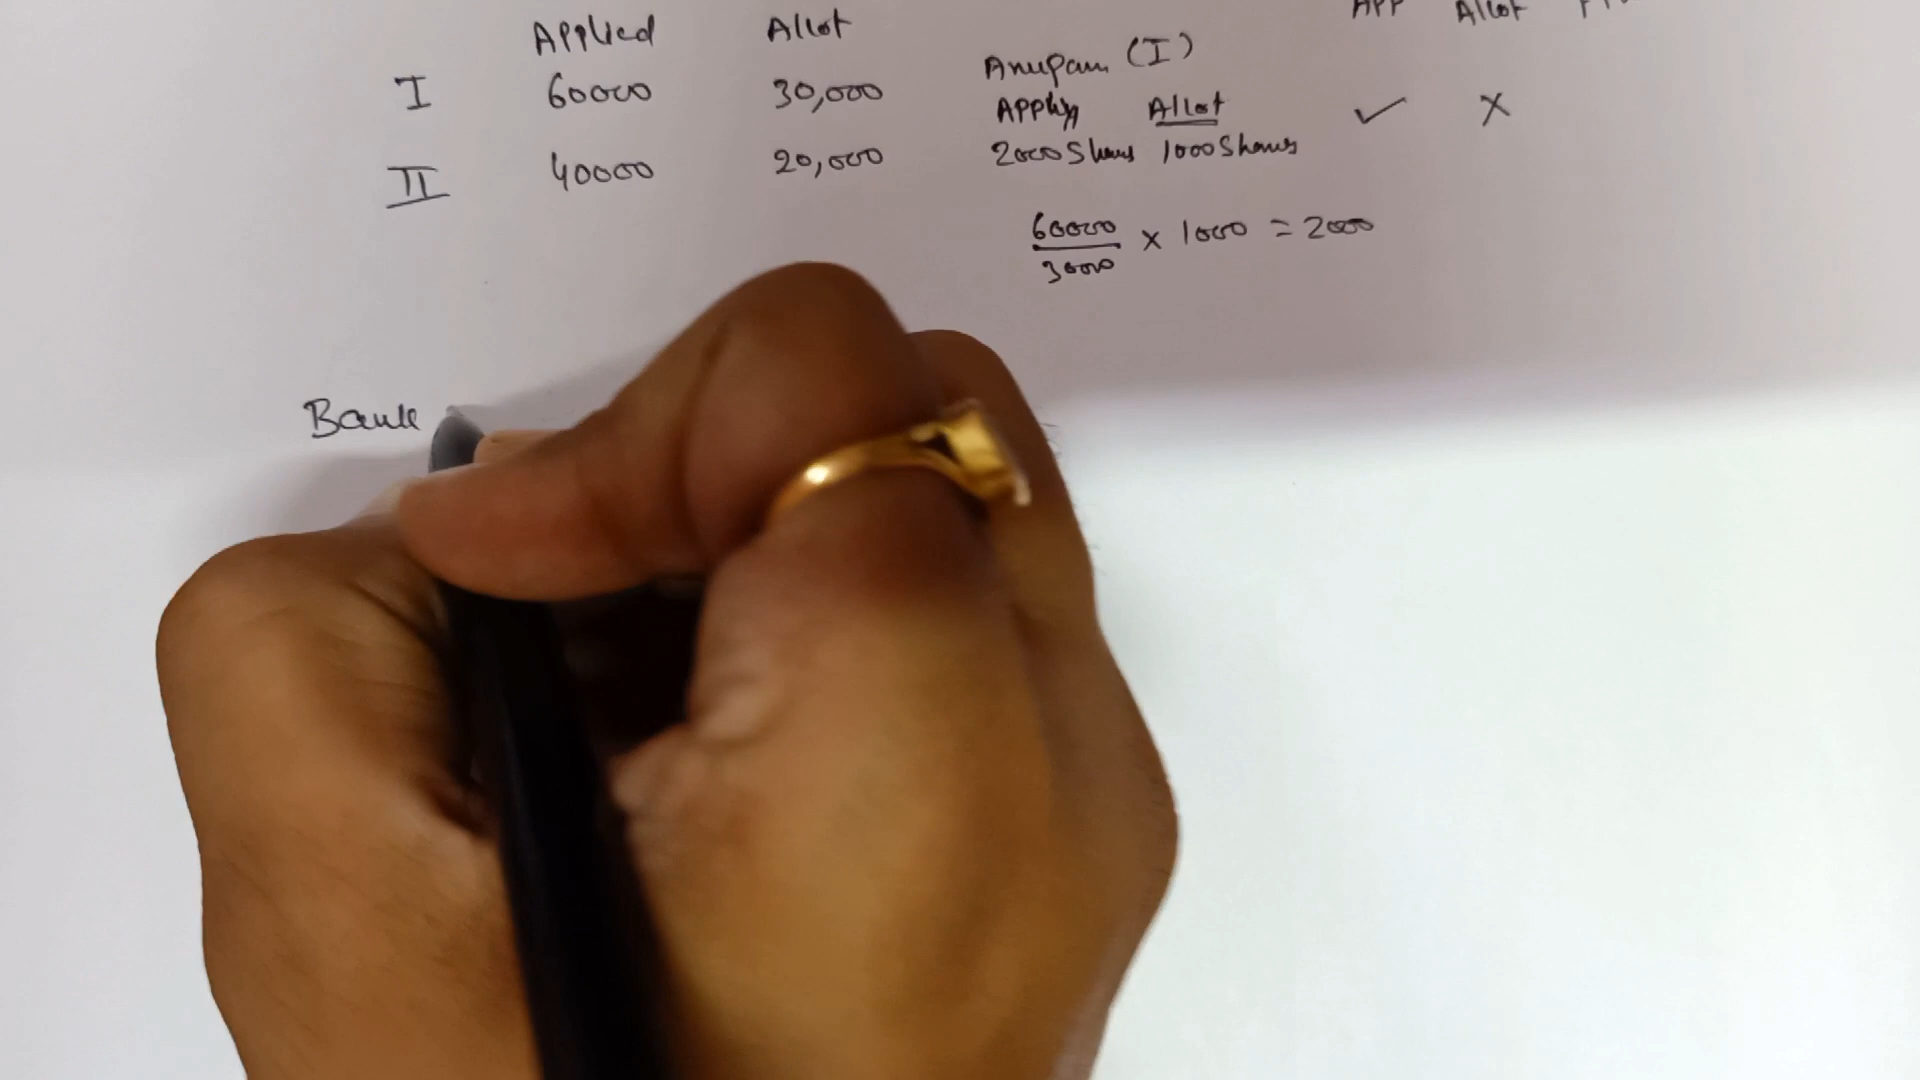 Applied Allot
I 60000 30,000
II 40000 20,000
Anupam (I)
Apply Allot
2000 Shares 1000 Shares
60000
30000
× 1000 = 2000
App Allot
✓ X
Bank